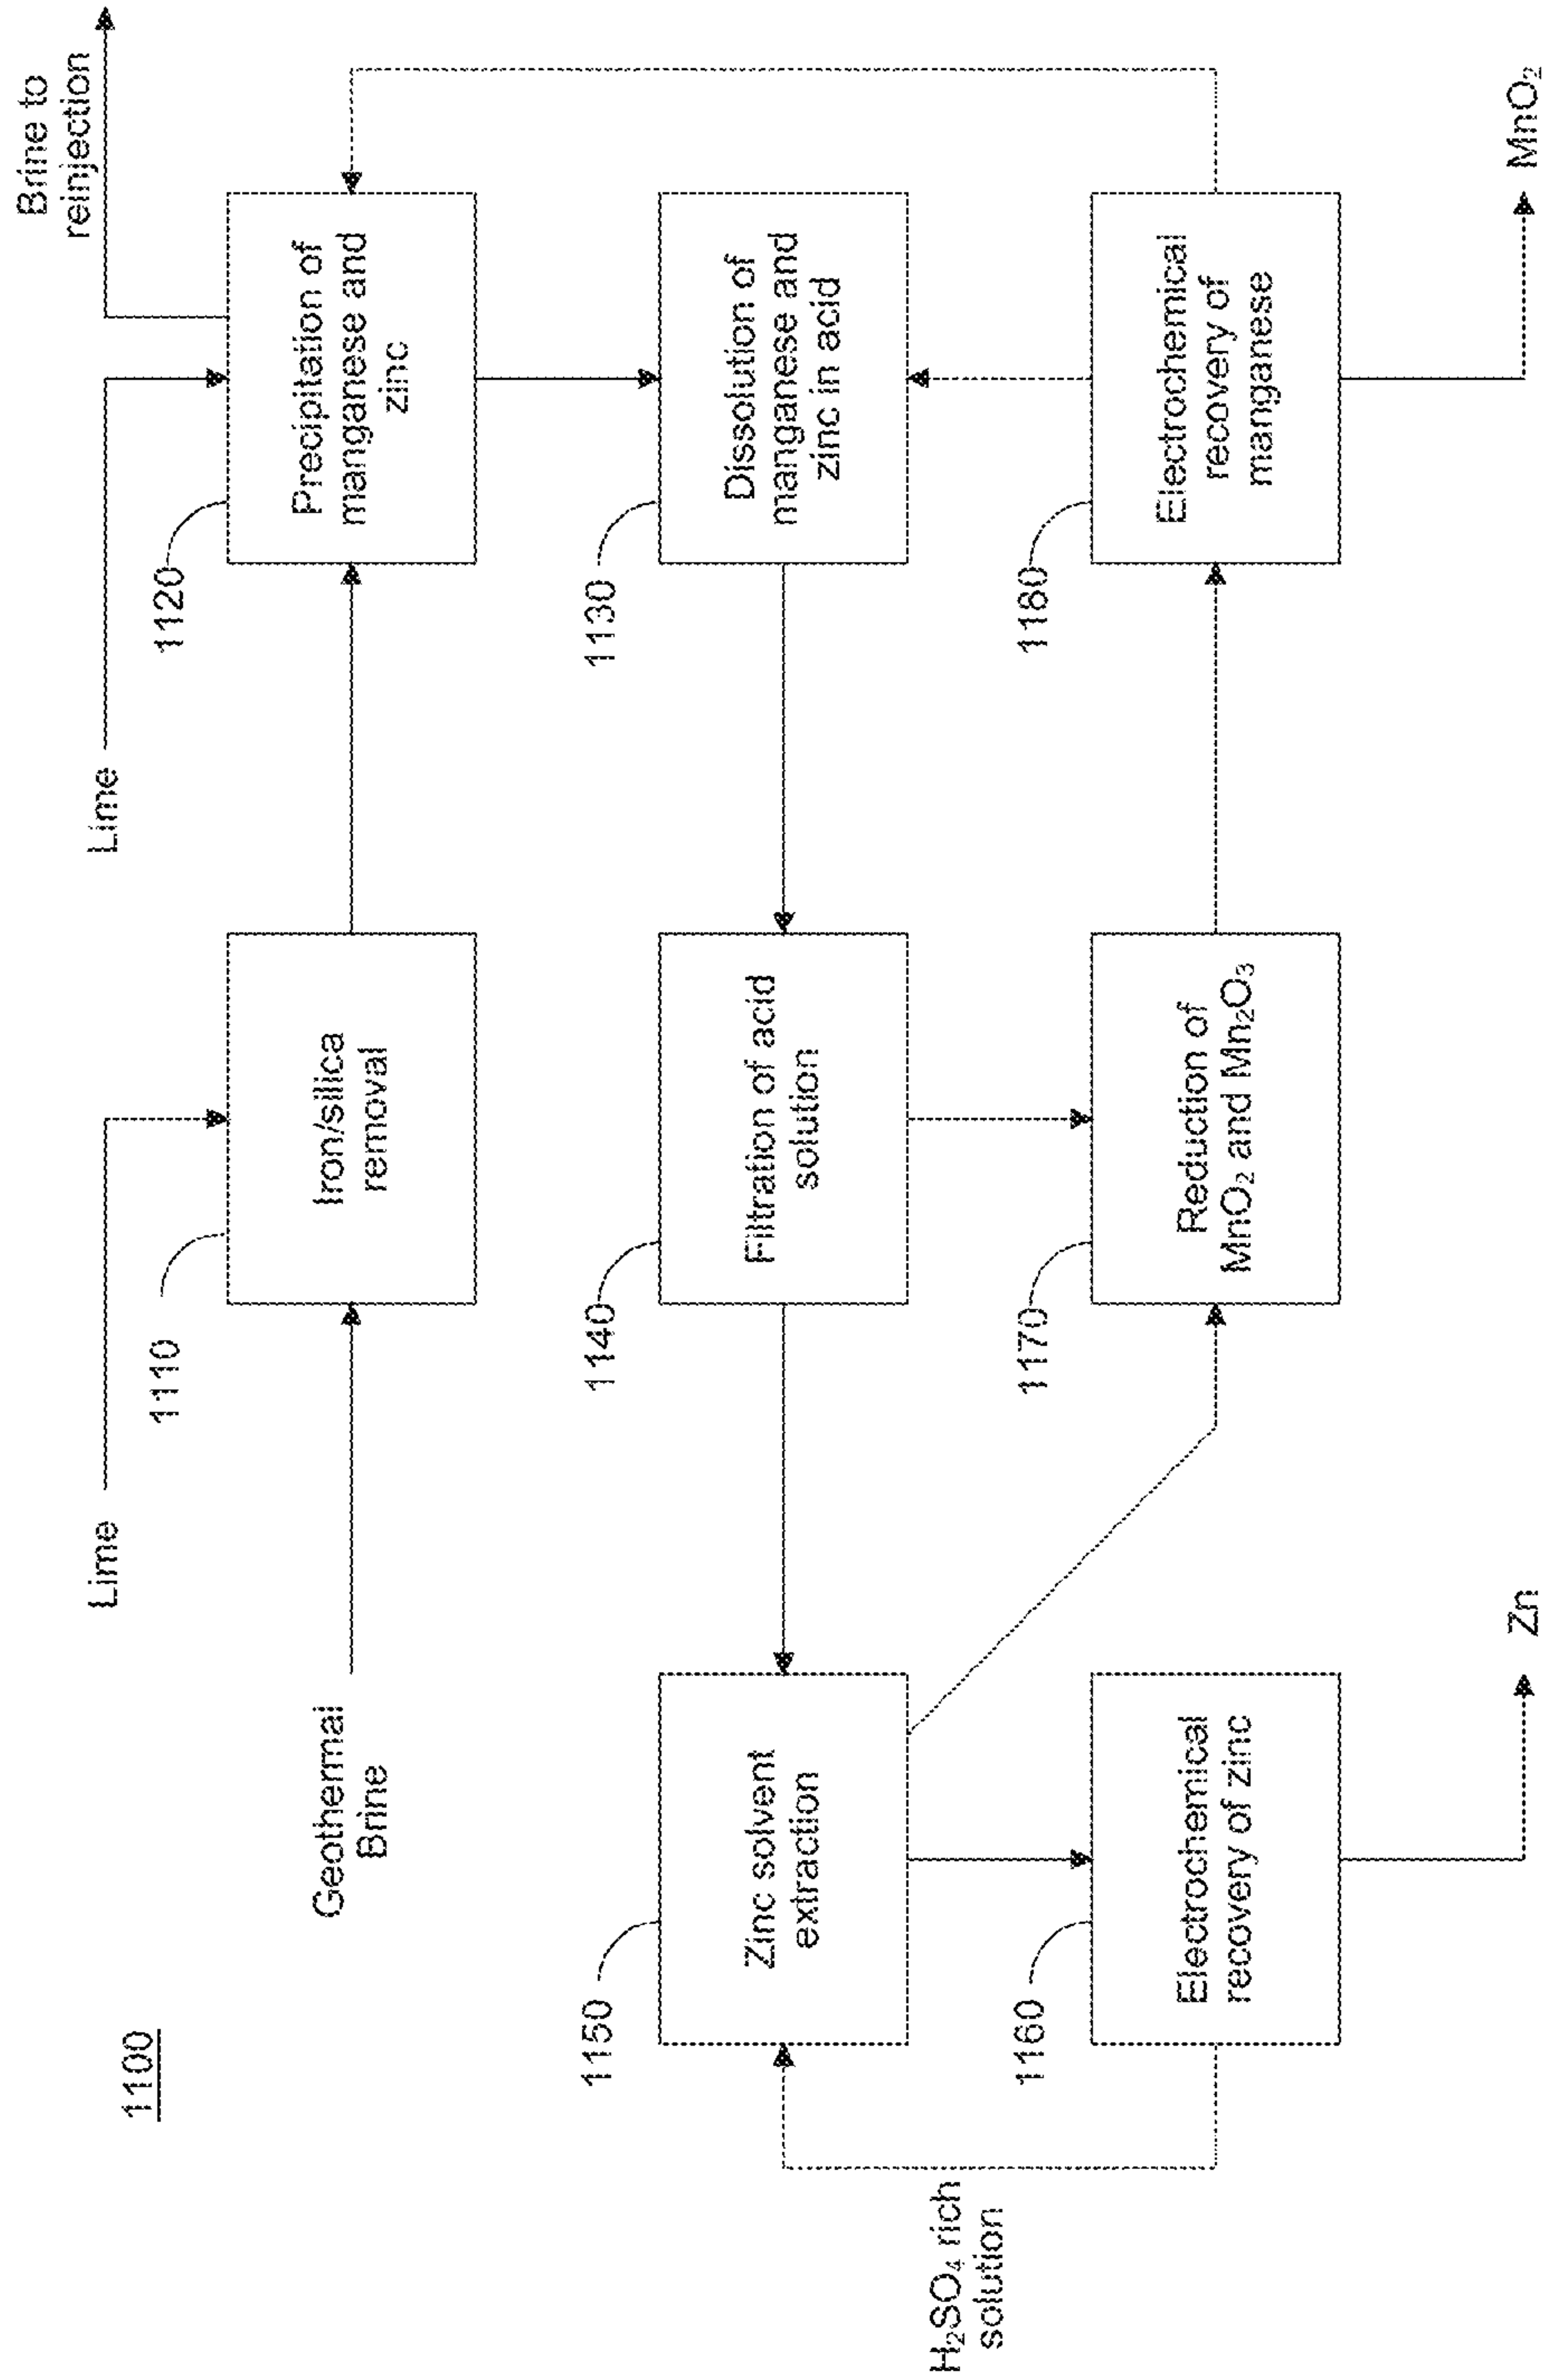 1100
Lime
Lime
Brine to
reinjection
Geothermal
Brine
1110
Iron/silica
removal
1120
Precipitation of
manganese and
zinc
1150
Zinc solvent
extraction
1140
Filtration of acid
solution
1130
Dissolution of
manganese and
zinc in acid
H₂SO₄ rich
solution
1160
Electrochemical
recovery of zinc
1170
Reduction of
MnO₂ and Mn₂O₃
1180
Electrochemical
recovery of
manganese
Zn
MnO₂